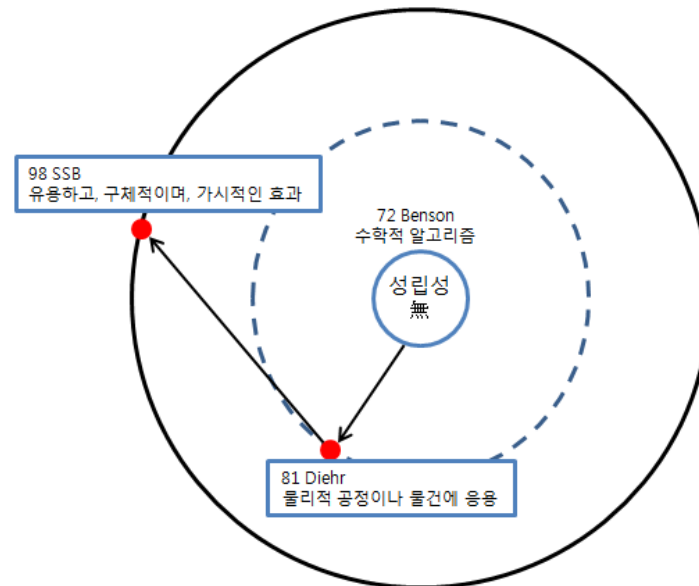 98 SSB
유용하고, 구체적이며, 가시적인 효과
72 Benson
수학적 알고리즘
성립성
無
81 Diehr
물리적 공정이나 물건에 응용